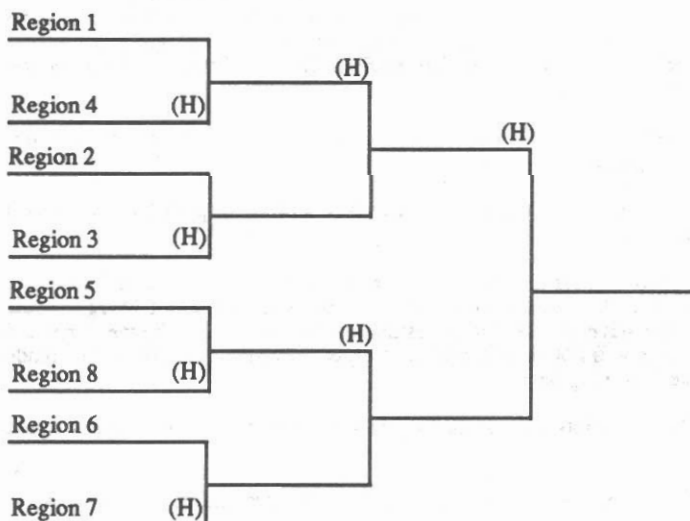 Region 1
(H)
Region 4 (H)
(H)
Region 2
Region 3 (H)
Region 5
(H)
Region 8 (H)
Region 6
Region 7 (H)